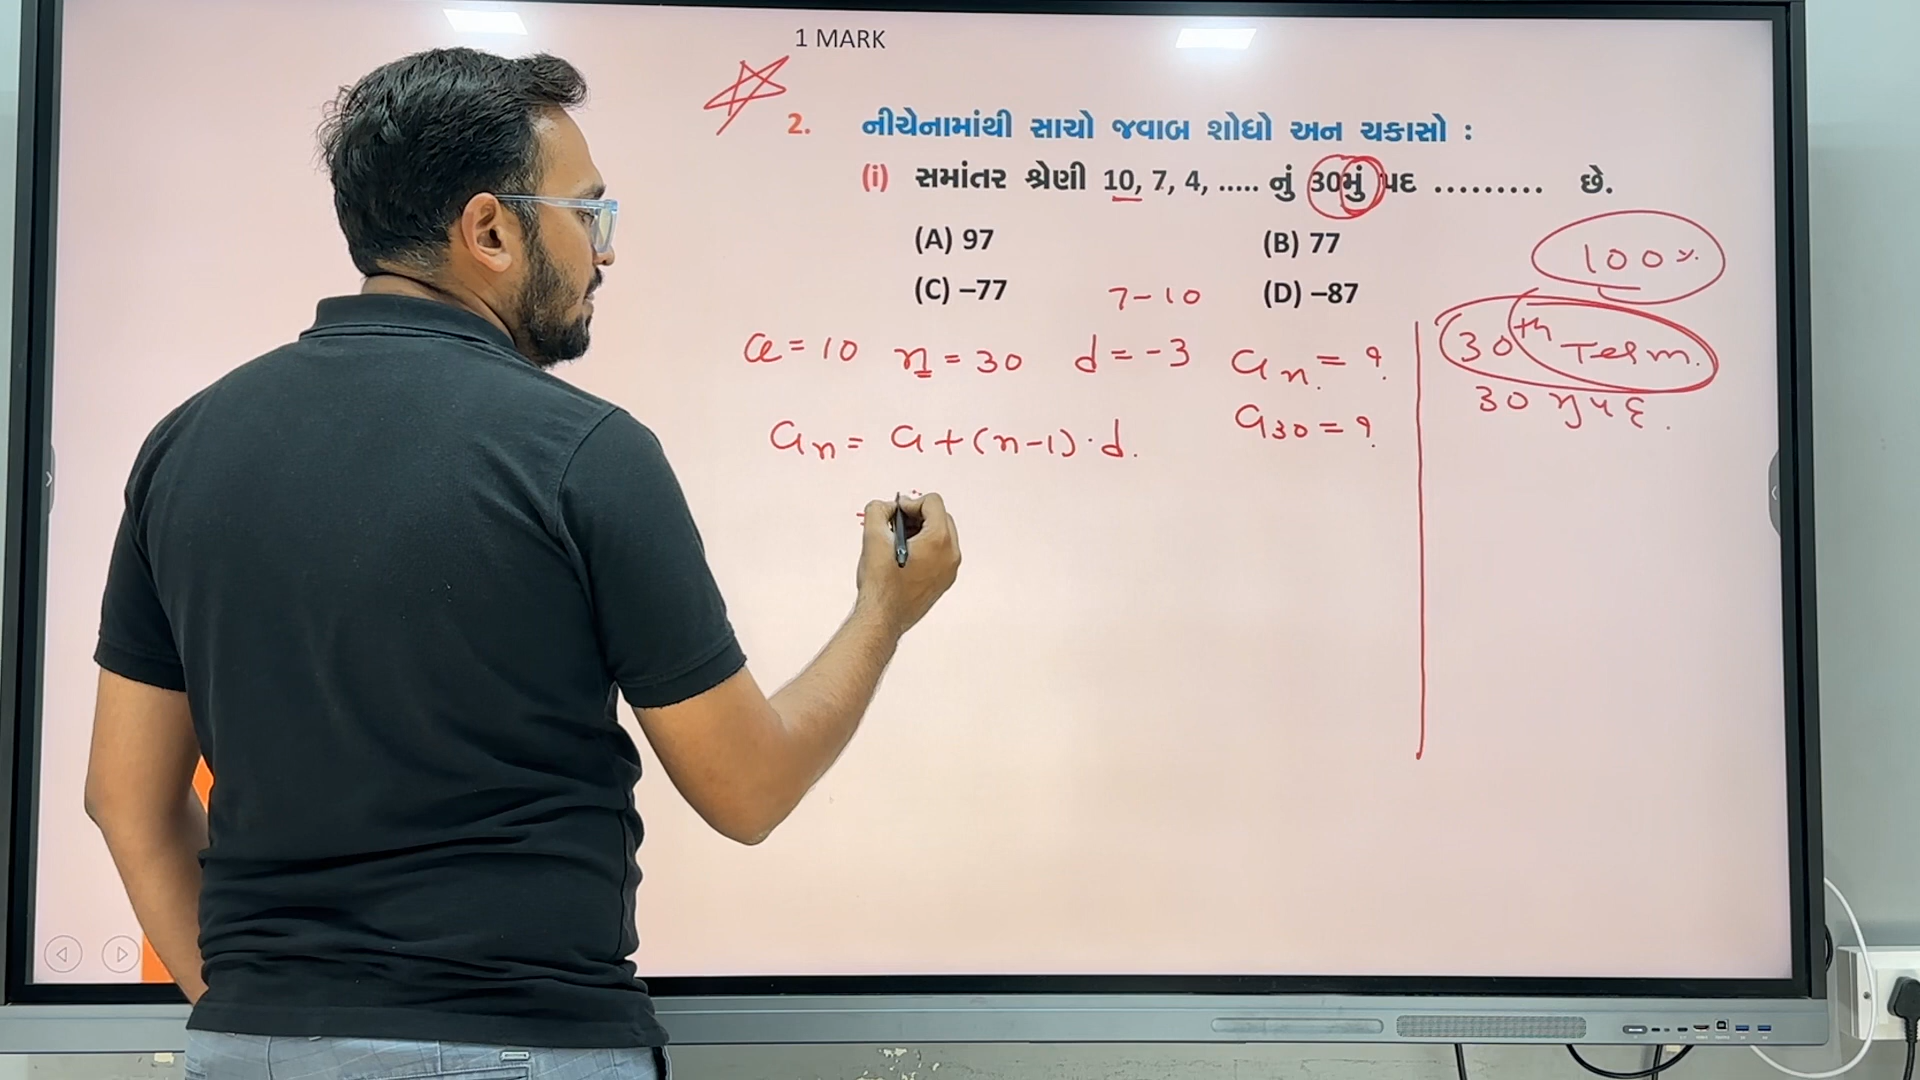 1 MARK
2. નીચેનામાંથી સાચો જવાબ શોધો અન ચકાસો :
(i) સમાંતર શ્રેણી 10, 7, 4, ..... નું 30મું પદ ......... છે.
(A) 97 (B) 77
(C) –77 (D) –87
7-10
100%
a = 10 n = 30 d = -3 an = ?
a30 = ?
an = a + (n-1) · d.
=
30th Term.
30 મુ પદ.